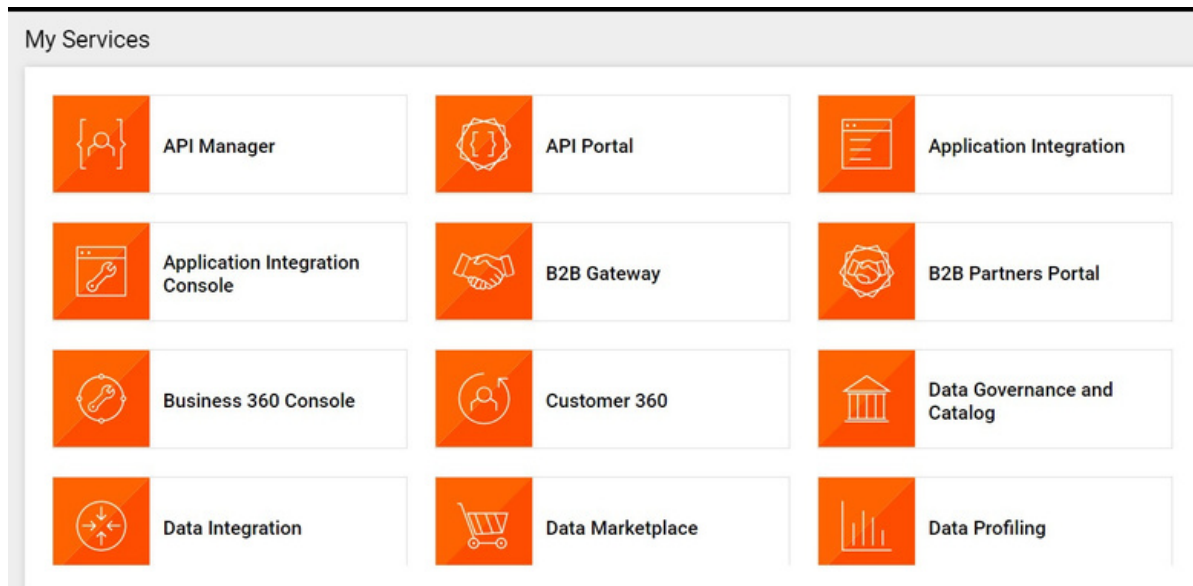 My Services
API Manager
API Portal
Application Integration
Application Integration
Console
B2B Gateway
B2B Partners Portal
Business 360 Console
Customer 360
Data Governance and
Catalog
Data Integration
Data Marketplace
Data Profiling